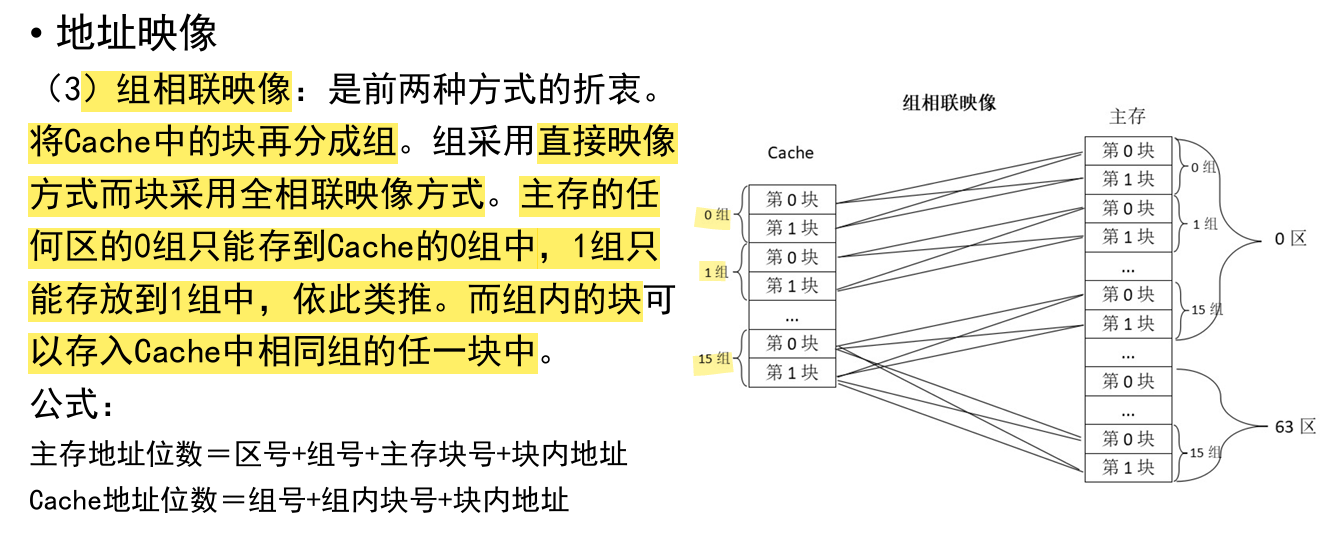 • 地址映像
（3）组相联映像：是前两种方式的折衷。
将Cache中的块再分成组。组采用直接映像
方式而块采用全相联映像方式。主存的任
何区的0组只能存到Cache的0组中，1组只
能存放到1组中，依此类推。而组内的块可
以存入Cache中相同组的任一块中。
公式：
主存地址位数＝区号+组号+主存块号+块内地址
Cache地址位数＝组号+组内块号+块内地址
组相联映像
Cache
0 组
第 0 块
第 1 块
1 组
第 0 块
第 1 块
...
15 组
第 0 块
第 1 块
主存
第 0 块
第 1 块
0 组
第 0 块
第 1 块
1 组
...
第 0 块
第 1 块
15 组
0 区
...
第 0 块
...
第 0 块
第 1 块
15 组
63 区